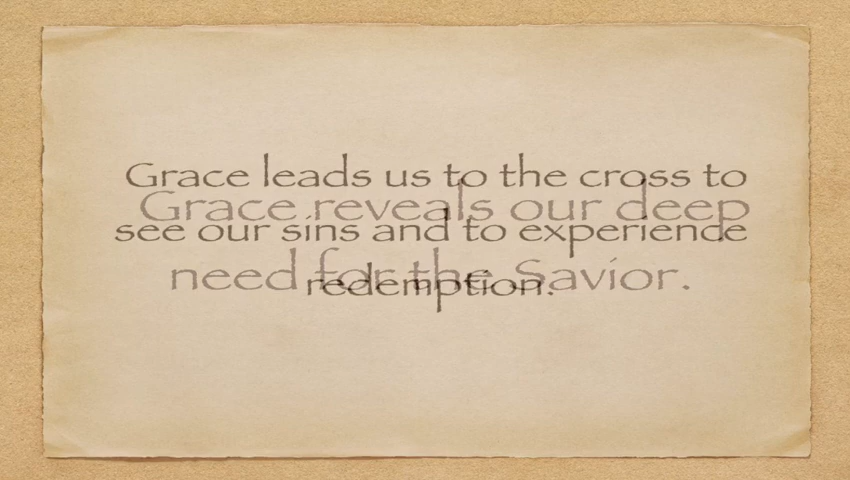 Grace leads us to the cross to
see our sins and to experience
redemption.
Grace reveals our deep
need for the Savior.